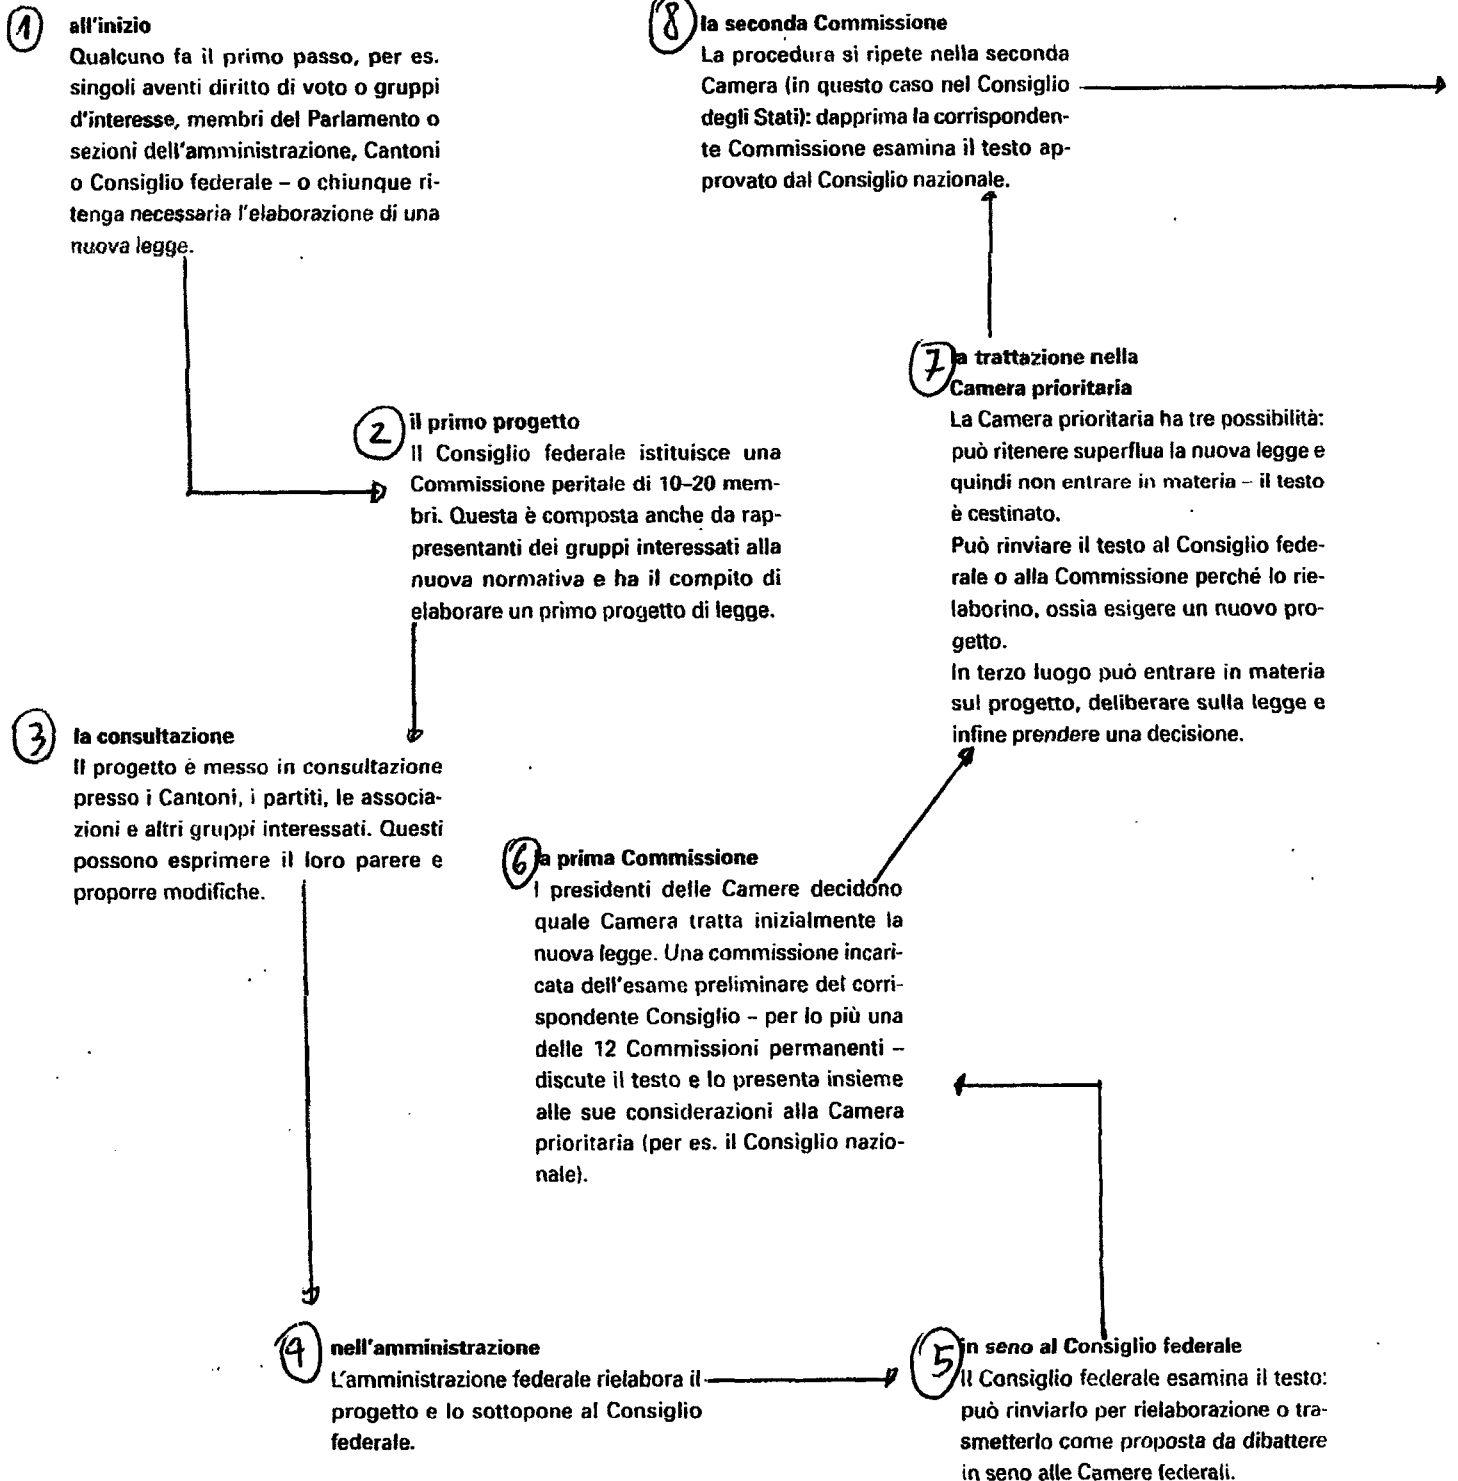 1
all'inizio
Qualcuno fa il primo passo, per es.
singoli aventi diritto di voto o gruppi
d'interesse, membri del Parlamento o
sezioni dell'amministrazione, Cantoni
o Consiglio federale – o chiunque ri-
tenga necessaria l'elaborazione di una
nuova legge.
2
il primo progetto
Il Consiglio federale istituisce una
Commissione peritale di 10–20 mem-
bri. Questa è composta anche da rap-
presentanti dei gruppi interessati alla
nuova normativa e ha il compito di
elaborare un primo progetto di legge.
3
la consultazione
Il progetto è messo in consultazione
presso i Cantoni, i partiti, le associa-
zioni e altri gruppi interessati. Questi
possono esprimere il loro parere e
proporre modifiche.
4
nell'amministrazione
L'amministrazione federale rielabora il
progetto e lo sottopone al Consiglio
federale.
5
in seno al Consiglio federale
Il Consiglio federale esamina il testo:
può rinviarlo per rielaborazione o tra-
smetterlo come proposta da dibattere
in seno alle Camere federali.
6
la prima Commissione
I presidenti delle Camere decidono
quale Camera tratta inizialmente la
nuova legge. Una commissione incari-
cata dell'esame preliminare del corri-
spondente Consiglio – per lo più una
delle 12 Commissioni permanenti –
discute il testo e lo presenta insieme
alle sue considerazioni alla Camera
prioritaria (per es. il Consiglio nazio-
nale).
7
la trattazione nella
Camera prioritaria
La Camera prioritaria ha tre possibilità:
può ritenere superflua la nuova legge e
quindi non entrare in materia – il testo
è cestinato.
Può rinviare il testo al Consiglio fede-
rale o alla Commissione perché lo rie-
laborino, ossia esigere un nuovo pro-
getto.
In terzo luogo può entrare in materia
sul progetto, deliberare sulla legge e
infine prendere una decisione.
8
la seconda Commissione
La procedura si ripete nella seconda
Camera (in questo caso nel Consiglio
degli Stati): dapprima la corrisponden-
te Commissione esamina il testo ap-
provato dal Consiglio nazionale.